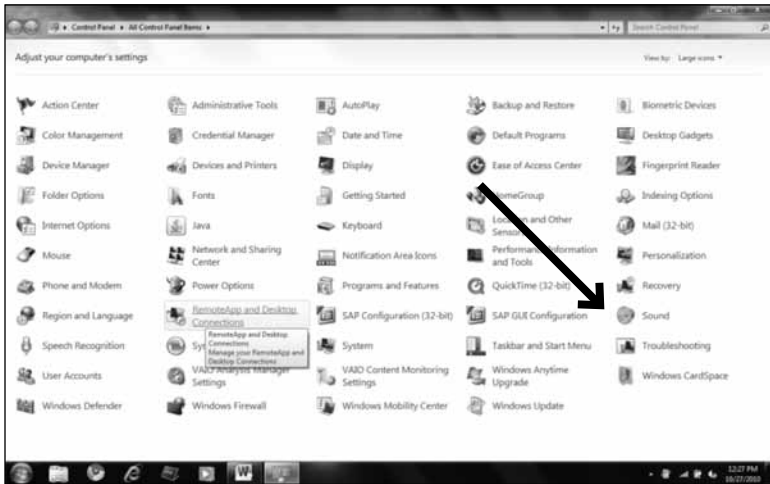 Control Panel ▸ All Control Panel Items ▸
Search Control Panel
Adjust your computer's settings
View by: Large icons
Action Center
Administrative Tools
AutoPlay
Backup and Restore
Biometric Devices
Color Management
Credential Manager
Date and Time
Default Programs
Desktop Gadgets
Device Manager
Devices and Printers
Display
Ease of Access Center
Fingerprint Reader
Folder Options
Fonts
Getting Started
HomeGroup
Indexing Options
Internet Options
Java
Keyboard
Location and Other
Sensors
Mail (32-bit)
Mouse
Network and Sharing
Center
Notification Area Icons
Performance Information
and Tools
Personalization
Phone and Modem
Power Options
Programs and Features
QuickTime (32-bit)
Recovery
Region and Language
RemoteApp and Desktop
Connections
SAP Configuration (32-bit)
SAP GUI Configuration
Sound
RemoteApp and Desktop
Connections
Manage your RemoteApp and
Desktop Connections
Speech Recognition
Sy
System
Taskbar and Start Menu
Troubleshooting
User Accounts
VAIO Analysis Manager
Settings
VAIO Content Monitoring
Settings
Windows Anytime
Upgrade
Windows CardSpace
Windows Defender
Windows Firewall
Windows Mobility Center
Windows Update
12:27 PM
10/27/2010